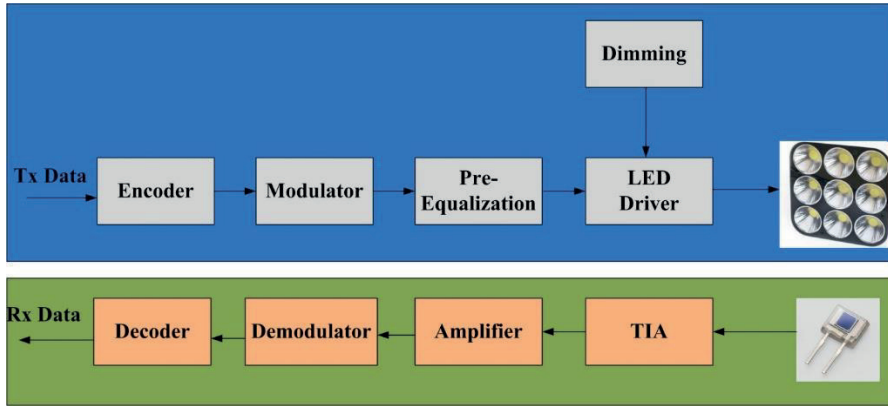 Dimming
Tx Data
Encoder
Modulator
Pre-
Equalization
LED
Driver
Rx Data
Decoder
Demodulator
Amplifier
TIA